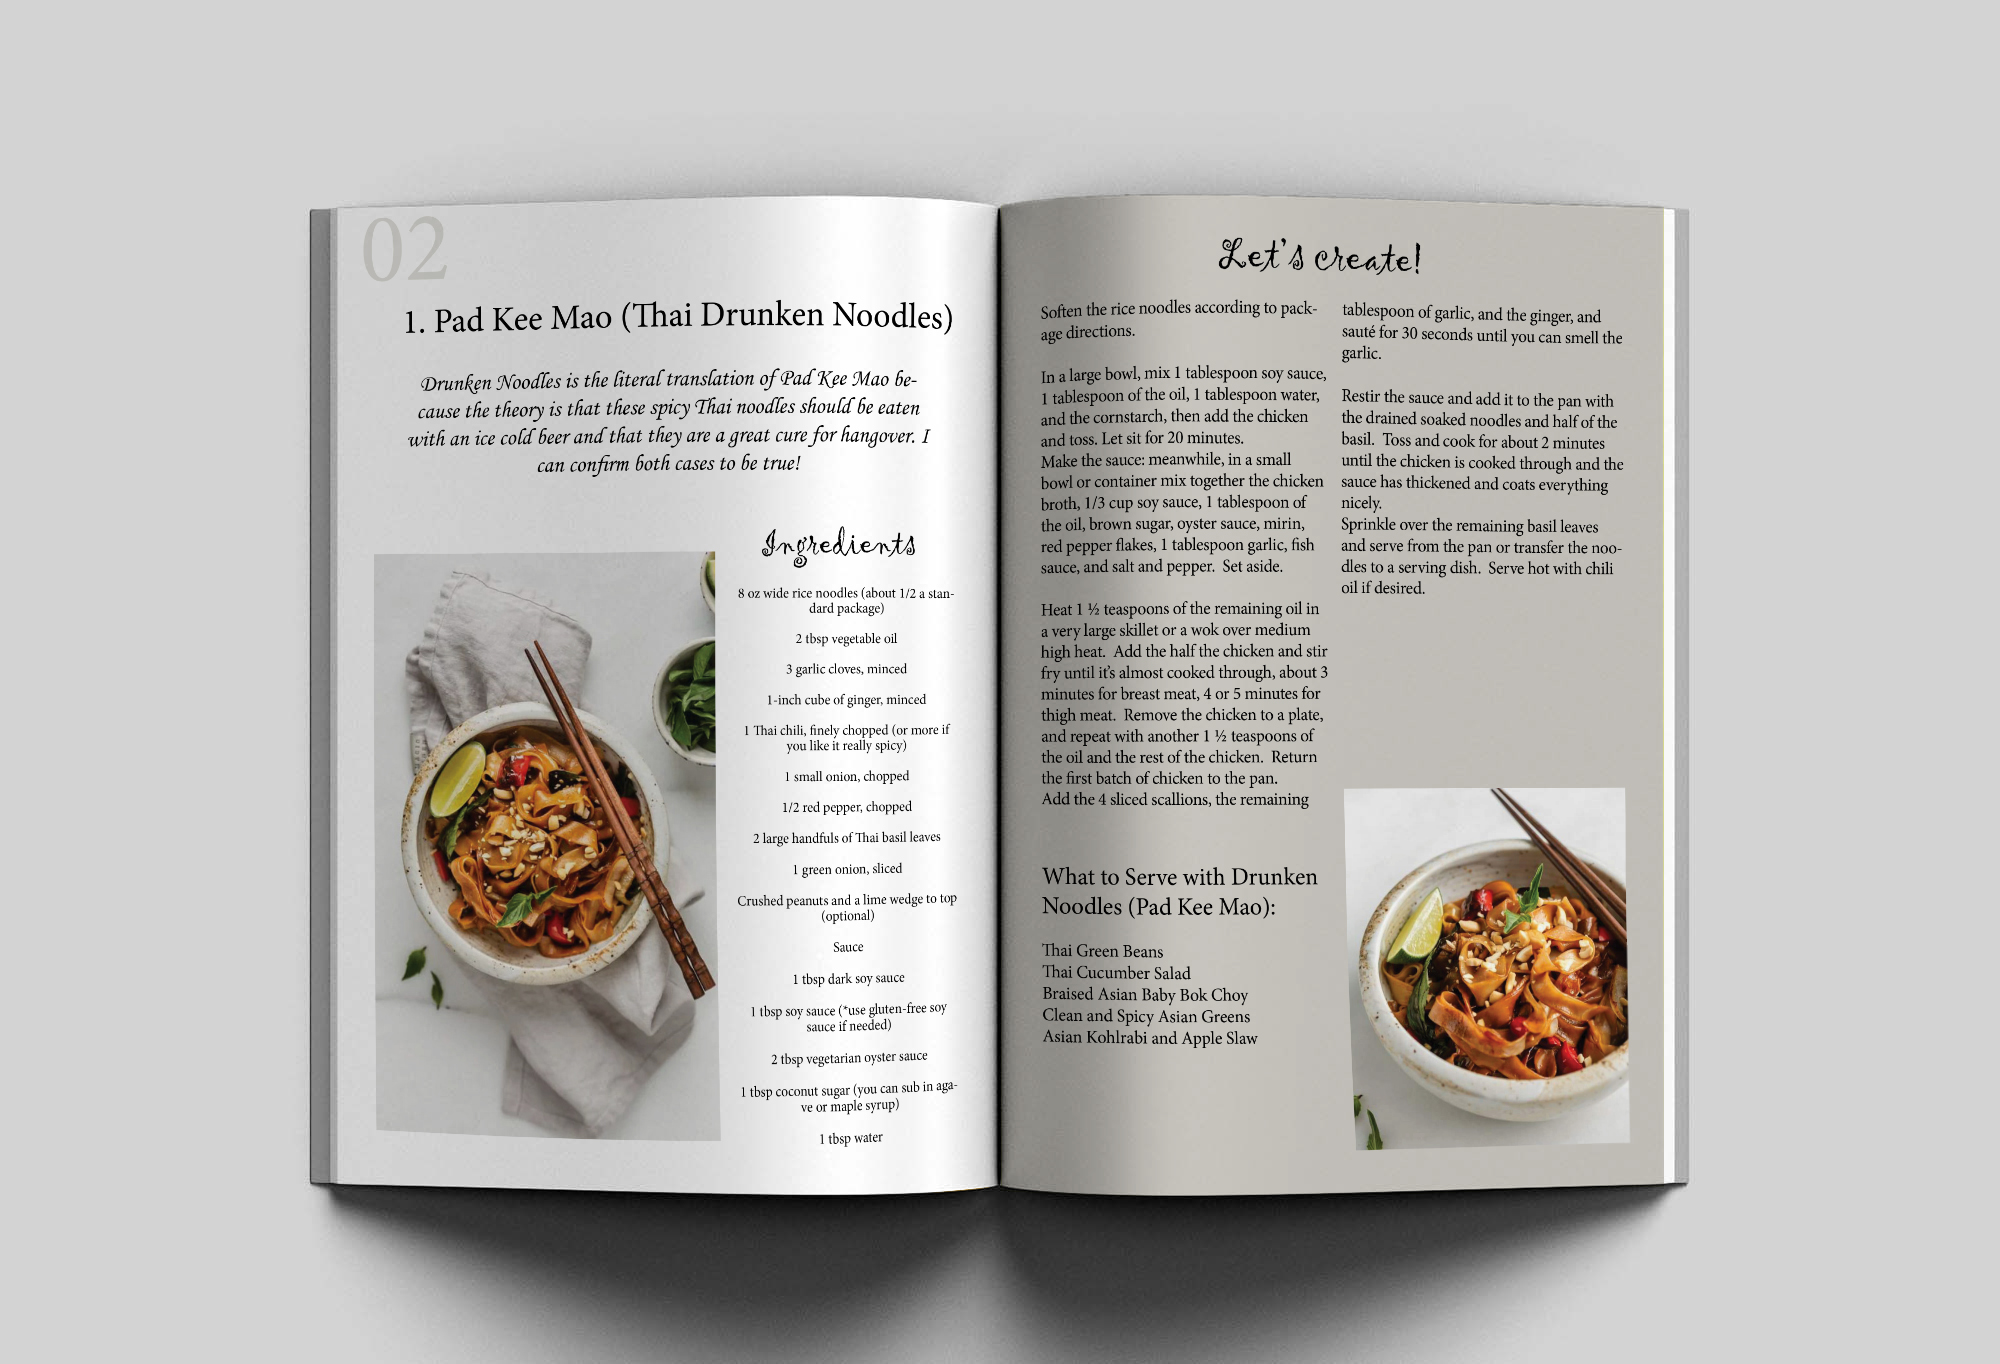 02
1. Pad Kee Mao (Thai Drunken Noodles)
Drunken Noodles is the literal translation of Pad Kee Mao be-
cause the theory is that these spicy Thai noodles should be eaten
with an ice cold beer and that they are a great cure for hangover. I
can confirm both cases to be true!
Ingredients
8 oz wide rice noodles (about 1/2 a stan-
dard package)
2 tbsp vegetable oil
3 garlic cloves, minced
1-inch cube of ginger, minced
1 Thai chili, finely chopped (or more if
you like it really spicy)
1 small onion, chopped
1/2 red pepper, chopped
2 large handfuls of Thai basil leaves
1 green onion, sliced
Crushed peanuts and a lime wedge to top
(optional)
Sauce
1 tbsp dark soy sauce
1 tbsp soy sauce (*use gluten-free soy
sauce if needed)
2 tbsp vegetarian oyster sauce
1 tbsp coconut sugar (you can sub in aga-
ve or maple syrup)
1 tbsp water
Let's create!
Soften the rice noodles according to pack-
age directions.
In a large bowl, mix 1 tablespoon soy sauce,
1 tablespoon of the oil, 1 tablespoon water,
and the cornstarch, then add the chicken
and toss. Let sit for 20 minutes.
Make the sauce: meanwhile, in a small
bowl or container mix together the chicken
broth, 1/3 cup soy sauce, 1 tablespoon of
the oil, brown sugar, oyster sauce, mirin,
red pepper flakes, 1 tablespoon garlic, fish
sauce, and salt and pepper.  Set aside.
Heat 1 ½ teaspoons of the remaining oil in
a very large skillet or a wok over medium
high heat.  Add the half the chicken and stir
fry until it's almost cooked through, about 3
minutes for breast meat, 4 or 5 minutes for
thigh meat.  Remove the chicken to a plate,
and repeat with another 1 ½ teaspoons of
the oil and the rest of the chicken.  Return
the first batch of chicken to the pan.
Add the 4 sliced scallions, the remaining
tablespoon of garlic, and the ginger, and
sauté for 30 seconds until you can smell the
garlic.
Restir the sauce and add it to the pan with
the drained soaked noodles and half of the
basil.  Toss and cook for about 2 minutes
until the chicken is cooked through and the
sauce has thickened and coats everything
nicely.
Sprinkle over the remaining basil leaves
and serve from the pan or transfer the noo-
dles to a serving dish.  Serve hot with chili
oil if desired.
What to Serve with Drunken
Noodles (Pad Kee Mao):
Thai Green Beans
Thai Cucumber Salad
Braised Asian Baby Bok Choy
Clean and Spicy Asian Greens
Asian Kohlrabi and Apple Slaw